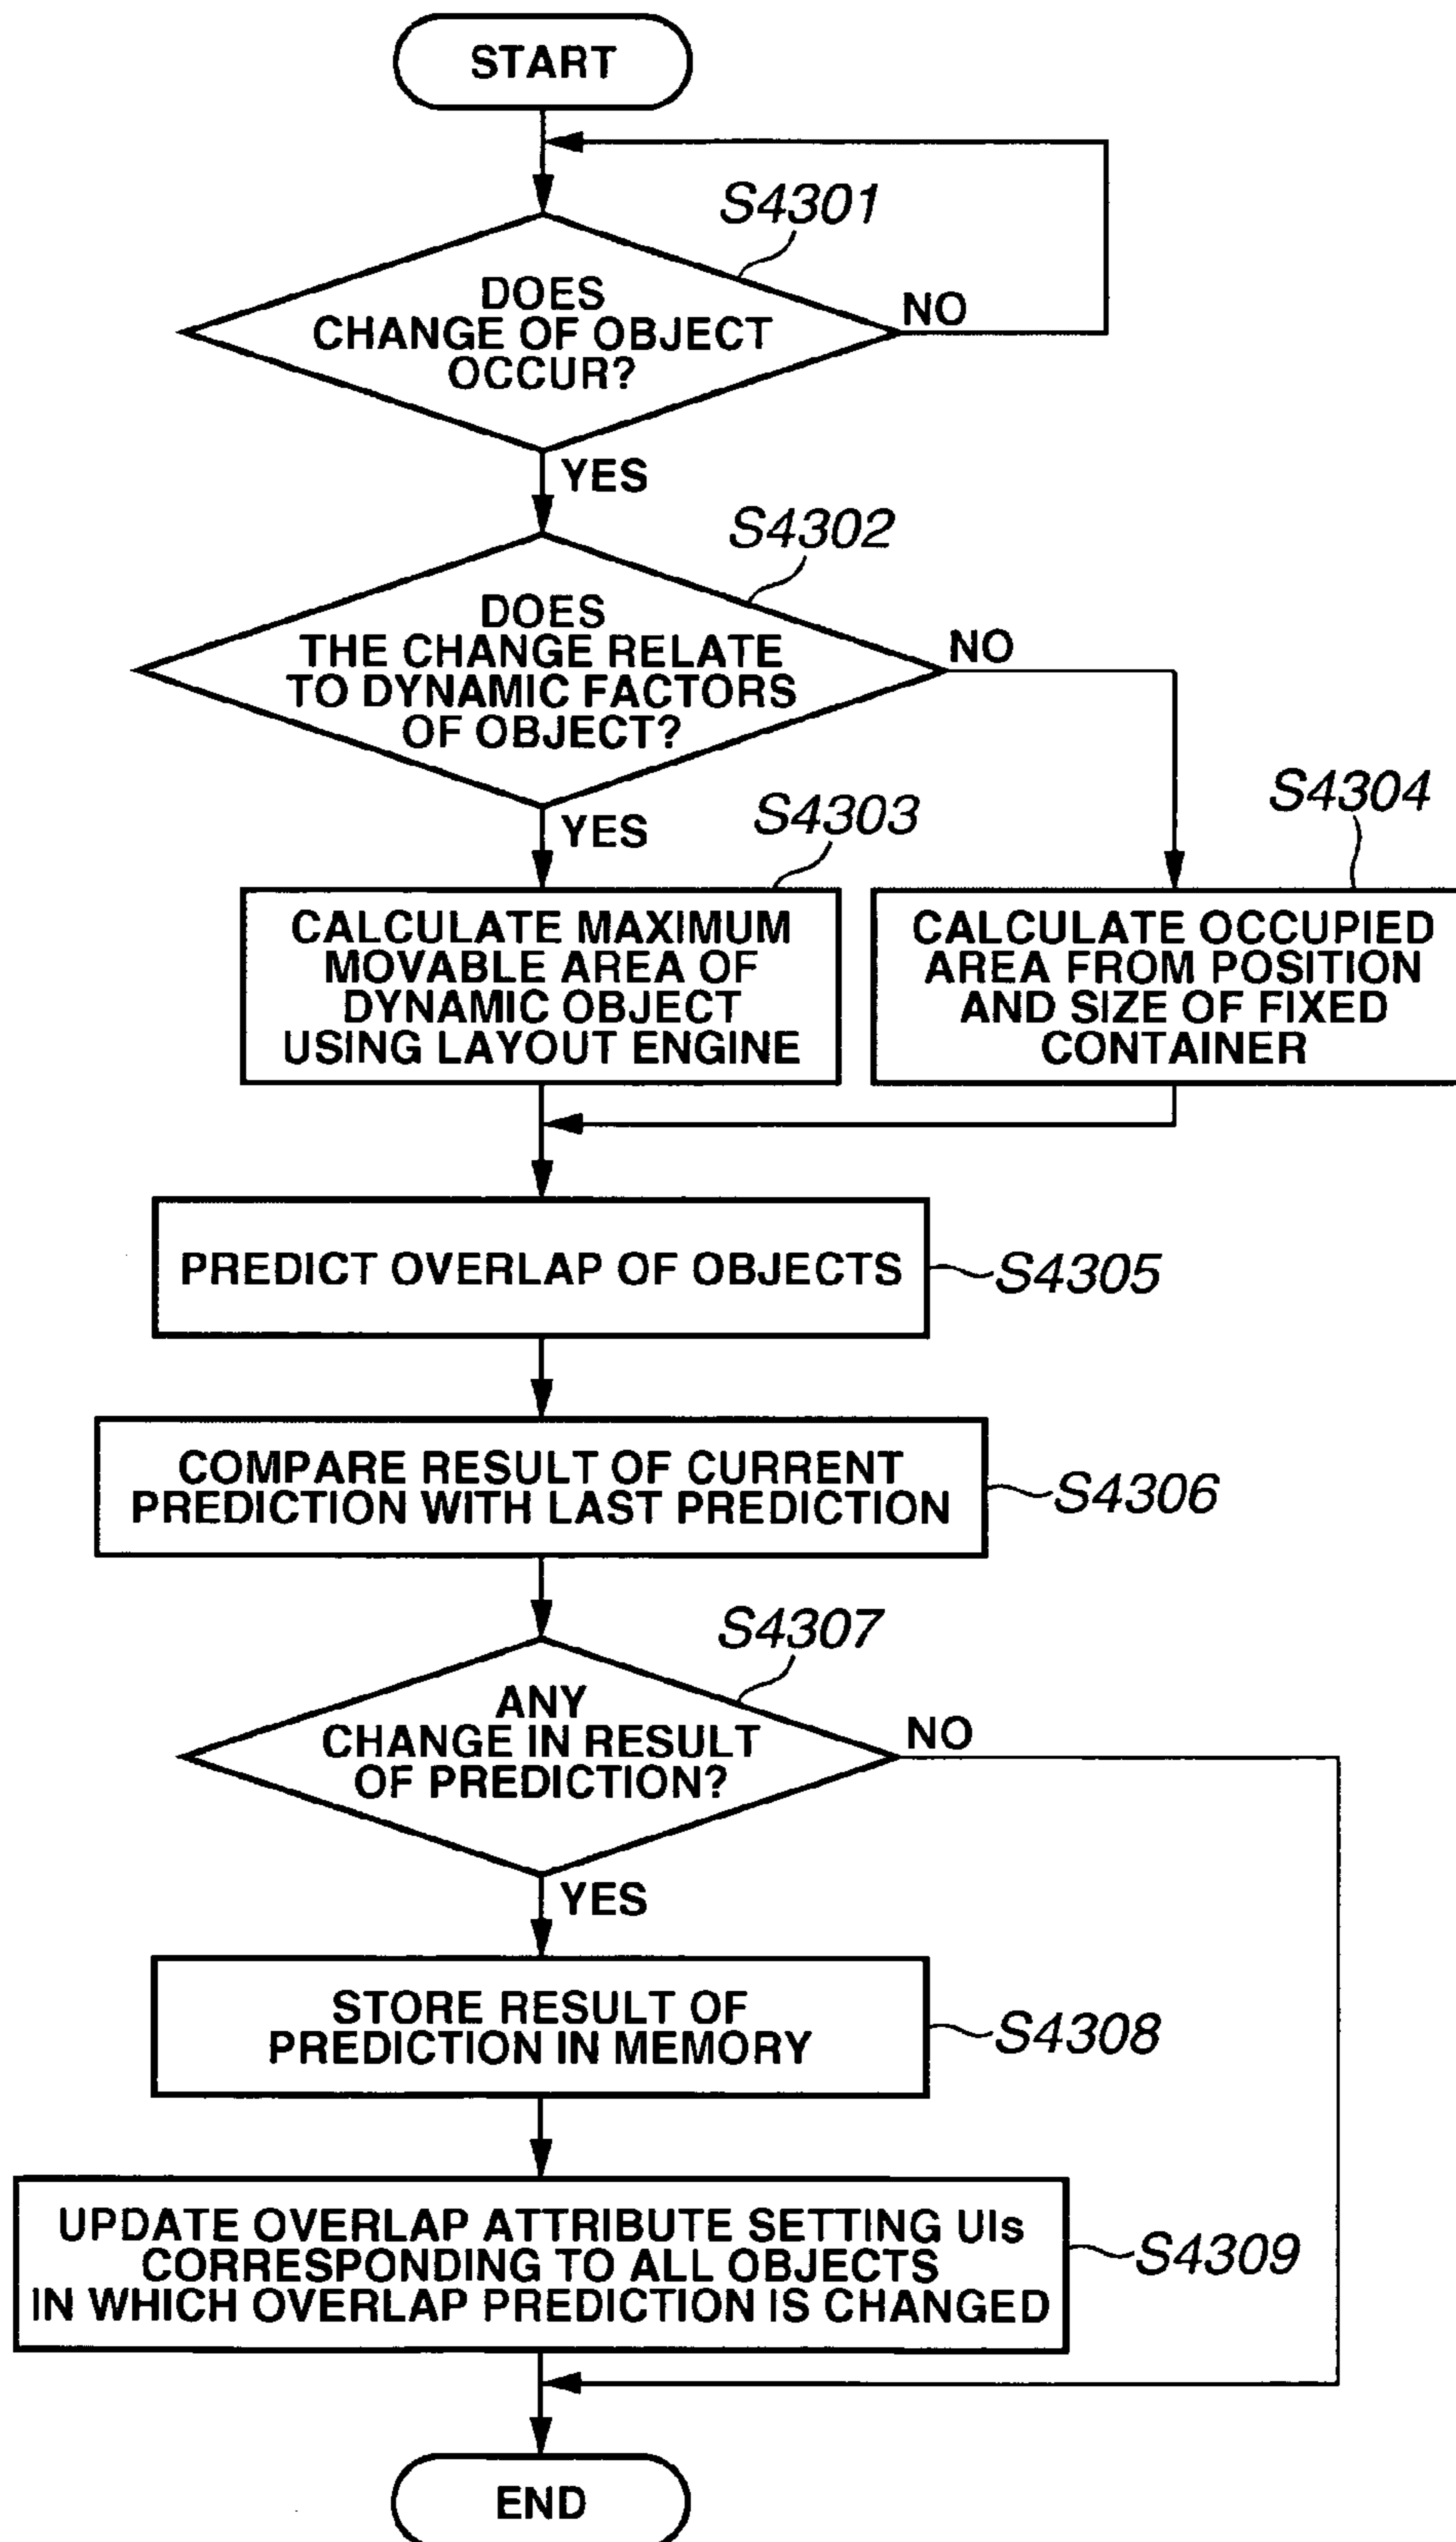 START
S4301
DOES
CHANGE OF OBJECT
OCCUR?
NO
YES
S4302
DOES
THE CHANGE RELATE
TO DYNAMIC FACTORS
OF OBJECT?
NO
YES
S4303
S4304
CALCULATE MAXIMUM
MOVABLE AREA OF
DYNAMIC OBJECT
USING LAYOUT ENGINE
CALCULATE OCCUPIED
AREA FROM POSITION
AND SIZE OF FIXED
CONTAINER
PREDICT OVERLAP OF OBJECTS
S4305
COMPARE RESULT OF CURRENT
PREDICTION WITH LAST PREDICTION
S4306
S4307
ANY
CHANGE IN RESULT
OF PREDICTION?
NO
YES
STORE RESULT OF
PREDICTION IN MEMORY
S4308
UPDATE OVERLAP ATTRIBUTE SETTING UIs
CORRESPONDING TO ALL OBJECTS
IN WHICH OVERLAP PREDICTION IS CHANGED
S4309
END